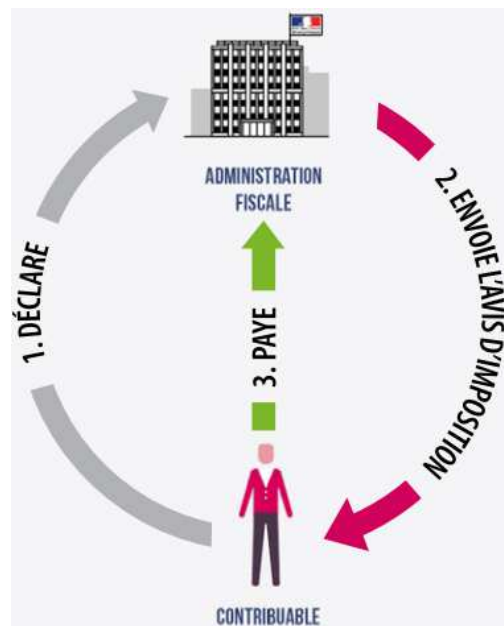 ADMINISTRATION
FISCALE
1. DÉCLARE
2. ENVOIE L'AVIS D'IMPOSITION
3. PAYE
CONTRIBUABLE